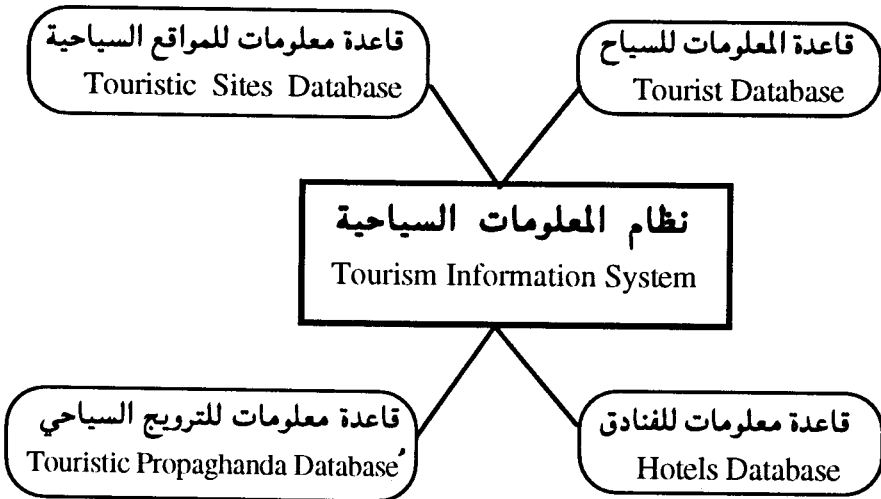 قاعدة المعلومات للسياح
Tourist Database
قاعدة معلومات للمواقع السياحية
Touristic Sites Database
نظام المعلومات السياحية
Tourism Information System
قاعدة معلومات للفنادق
Hotels Database
قاعدة معلومات للترويج السياحي
Touristic Propaghanda Database